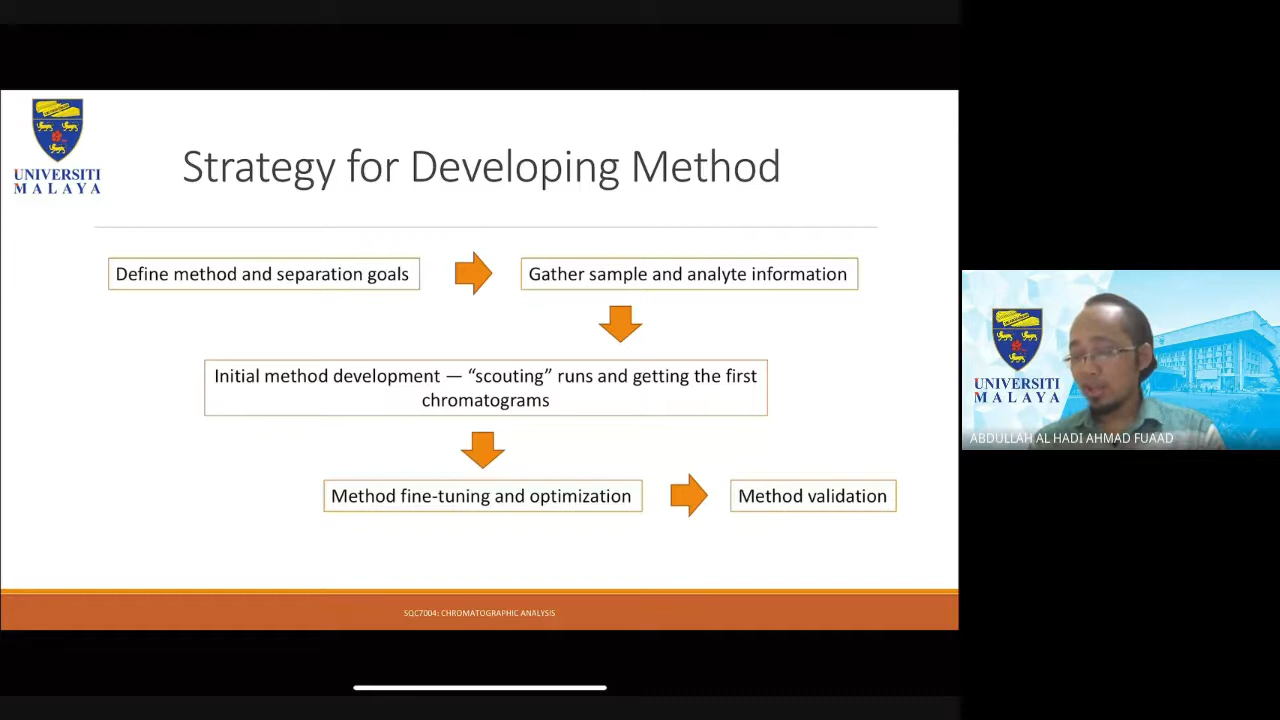 UNIVERSITI
MALAYA
Strategy for Developing Method
Define method and separation goals
Gather sample and analyte information
Initial method development — “scouting” runs and getting the first
chromatograms
Method fine-tuning and optimization
Method validation
SQC7004: CHROMATOGRAPHIC ANALYSIS
UNIVERSITI
MALAYA
ABDULLAH AL HADI AHMAD FUAAD